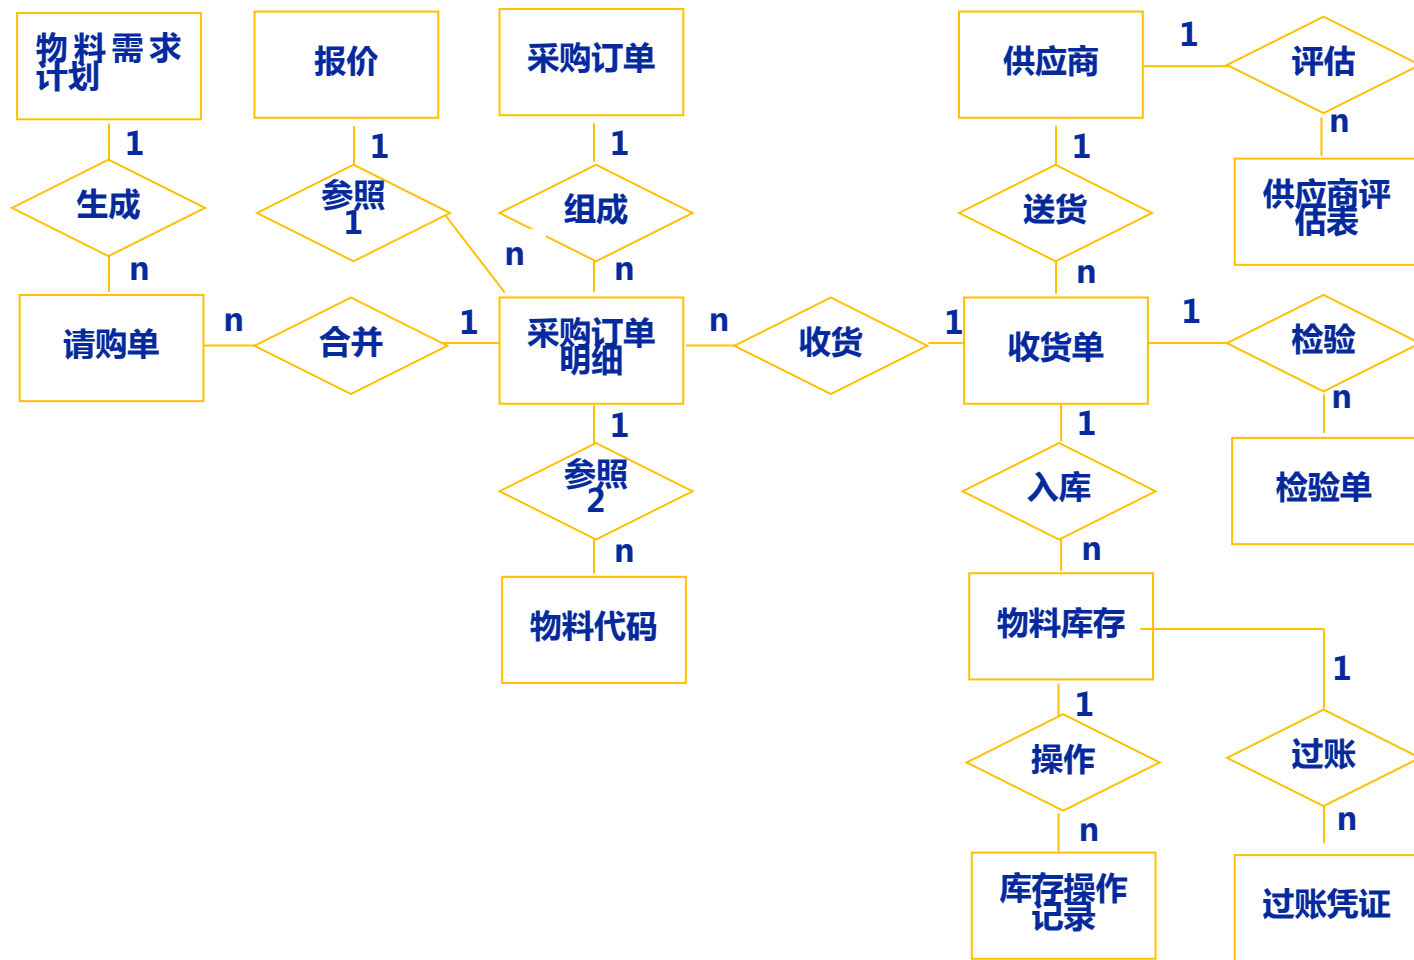 物料需求
计划
报价
采购订单
供应商
1
评估
1
1
1
1
n
生成
参照
1
组成
送货
供应商评
估表
n
n
n
n
请购单
n
合并
1
采购订单
明细
n
收货
1
收货单
1
检验
n
1
1
参照
2
入库
检验单
n
n
物料代码
物料库存
1
1
操作
过账
n
n
库存操作
记录
过账凭证